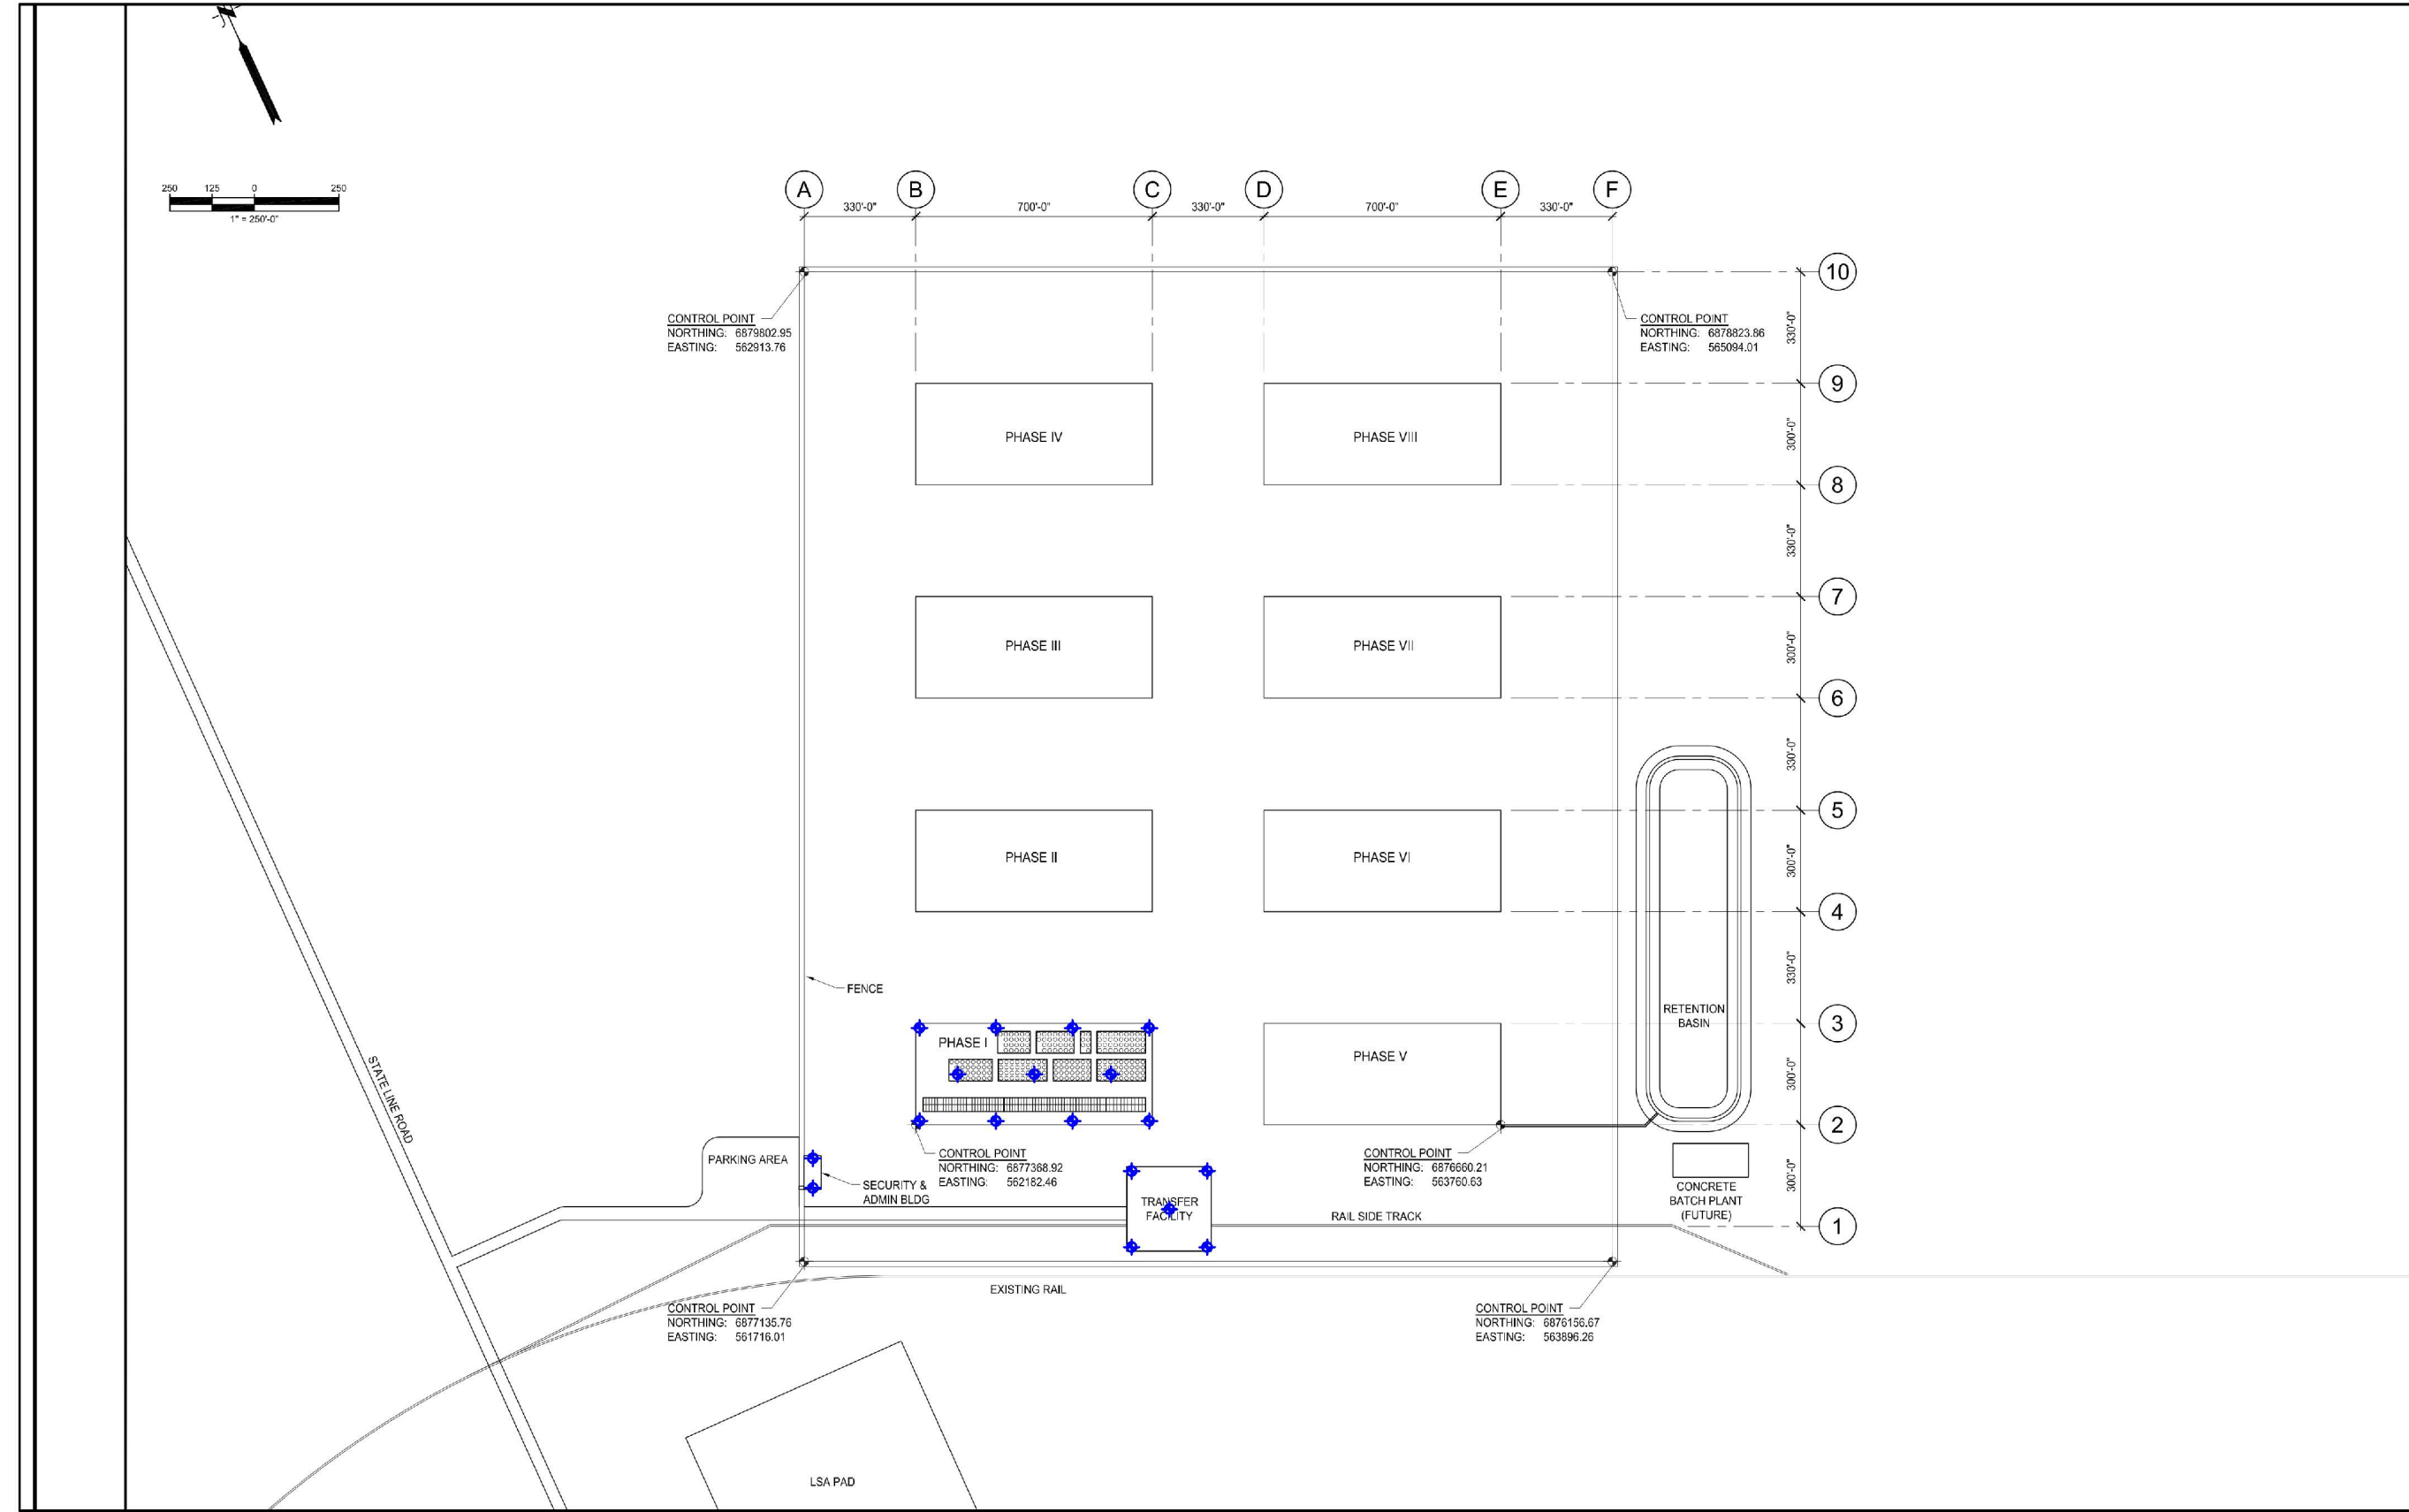 250 125 0 250
1" = 250'-0"
A B C D E F
330'-0" 700'-0" 330'-0" 700'-0" 330'-0"
10
CONTROL POINT
NORTHING: 6879802.95
EASTING: 562913.76
CONTROL POINT
NORTHING: 6878823.86
EASTING: 565094.01
330'-0"
9
PHASE IV
PHASE VIII
300'-0"
8
330'-0"
7
PHASE III
PHASE VII
300'-0"
6
330'-0"
5
PHASE II
PHASE VI
300'-0"
4
330'-0"
FENCE
RETENTION
BASIN
3
PHASE I
PHASE V
300'-0"
STATE LINE ROAD
2
PARKING AREA
SECURITY &
ADMIN BLDG
CONTROL POINT
NORTHING: 6877368.92
EASTING: 562182.46
CONTROL POINT
NORTHING: 6876660.21
EASTING: 563760.63
300'-0"
CONCRETE
BATCH PLANT
(FUTURE)
TRANSFER
FACILITY
RAIL SIDE TRACK
1
EXISTING RAIL
CONTROL POINT
NORTHING: 6877135.76
EASTING: 561716.01
CONTROL POINT
NORTHING: 6876156.67
EASTING: 563896.26
LSA PAD